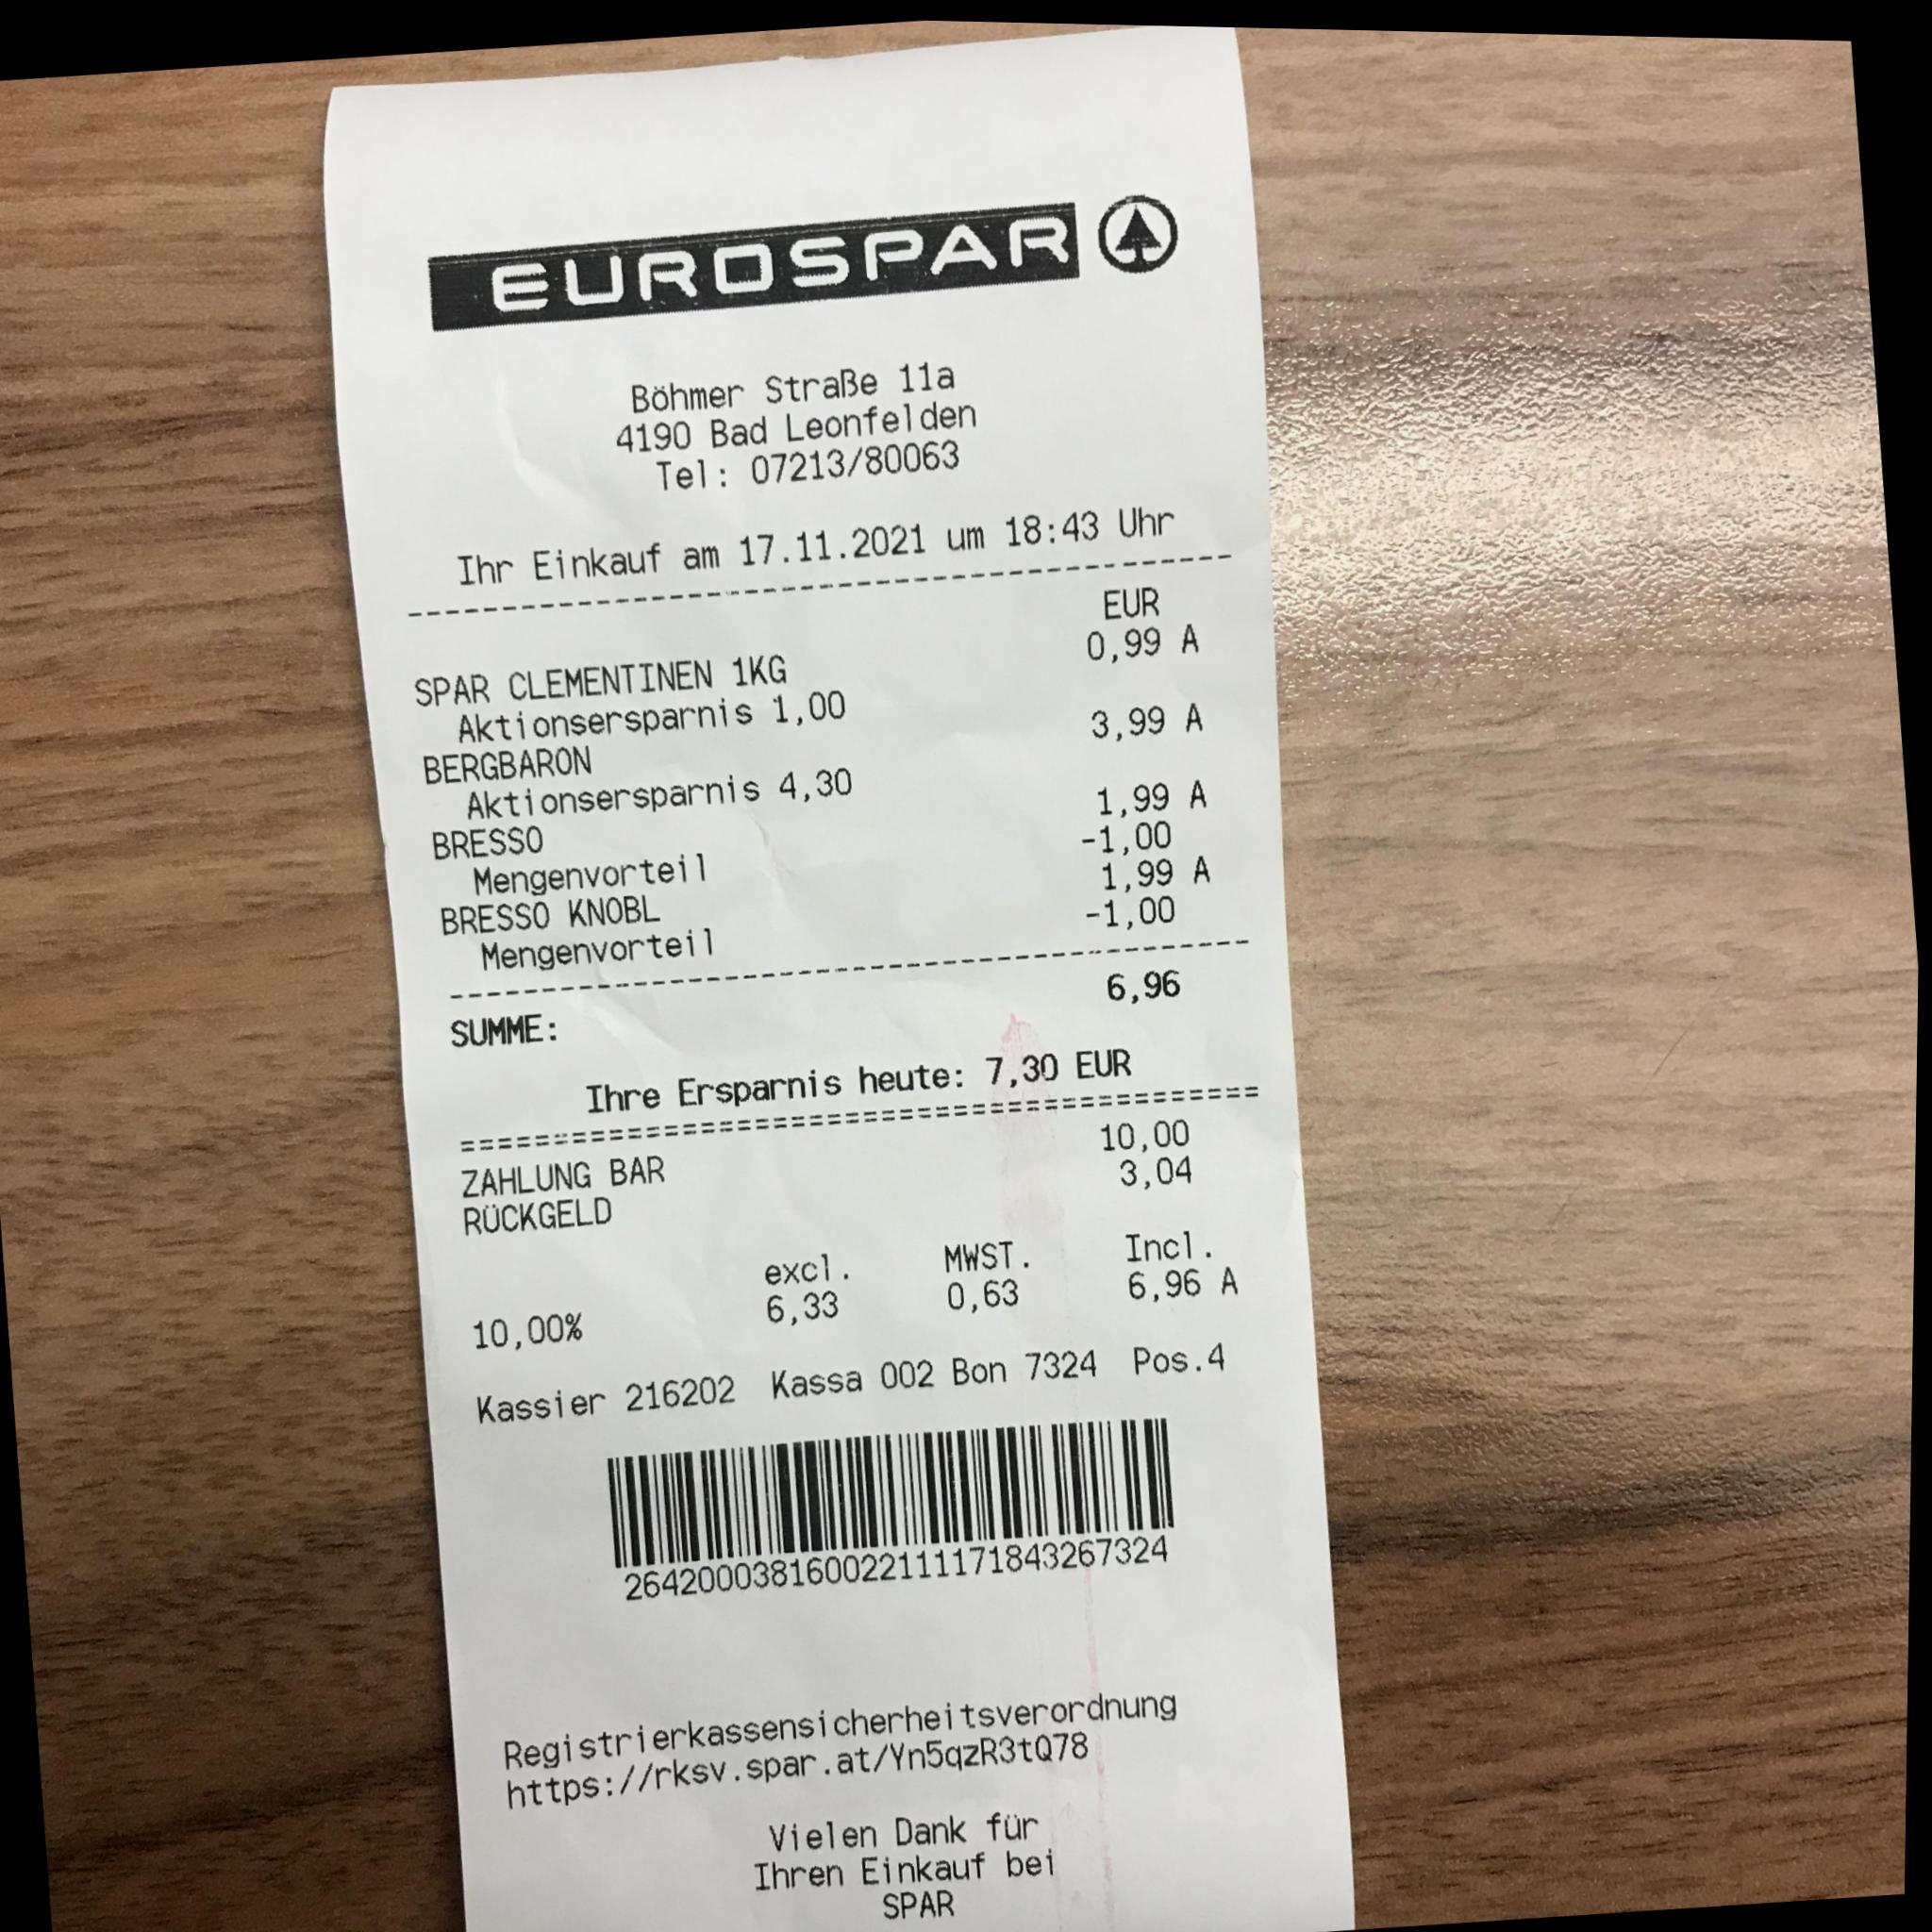 EUROSPAR
Böhmer Straße 11a
4190 Bad Leonfelden
Tel: 07213/80063
Ihr Einkauf am 17.11.2021 um 18:43 Uhr
EUR
SPAR CLEMENTINEN 1KG 0,99 A
Aktionsersparnis 1,00
BERGBARON 3,99 A
Aktionsersparnis 4,30
BRESSO 1,99 A
Mengenvorteil -1,00
BRESSO KNOBL 1,99 A
Mengenvorteil -1,00
SUMME: 6,96
Ihre Ersparnis heute: 7,30 EUR
ZAHLUNG BAR 10,00
RÜCKGELD 3,04
excl. MWST. Incl.
10,00% 6,33 0,63 6,96 A
Kassier 216202 Kassa 002 Bon 7324 Pos.4
26420003816002211117184326​7324
Registrierkassensicherheitsverordnung
https://rksv.spar.at/Yn5qzR3tQ78
Vielen Dank für
Ihren Einkauf bei
SPAR